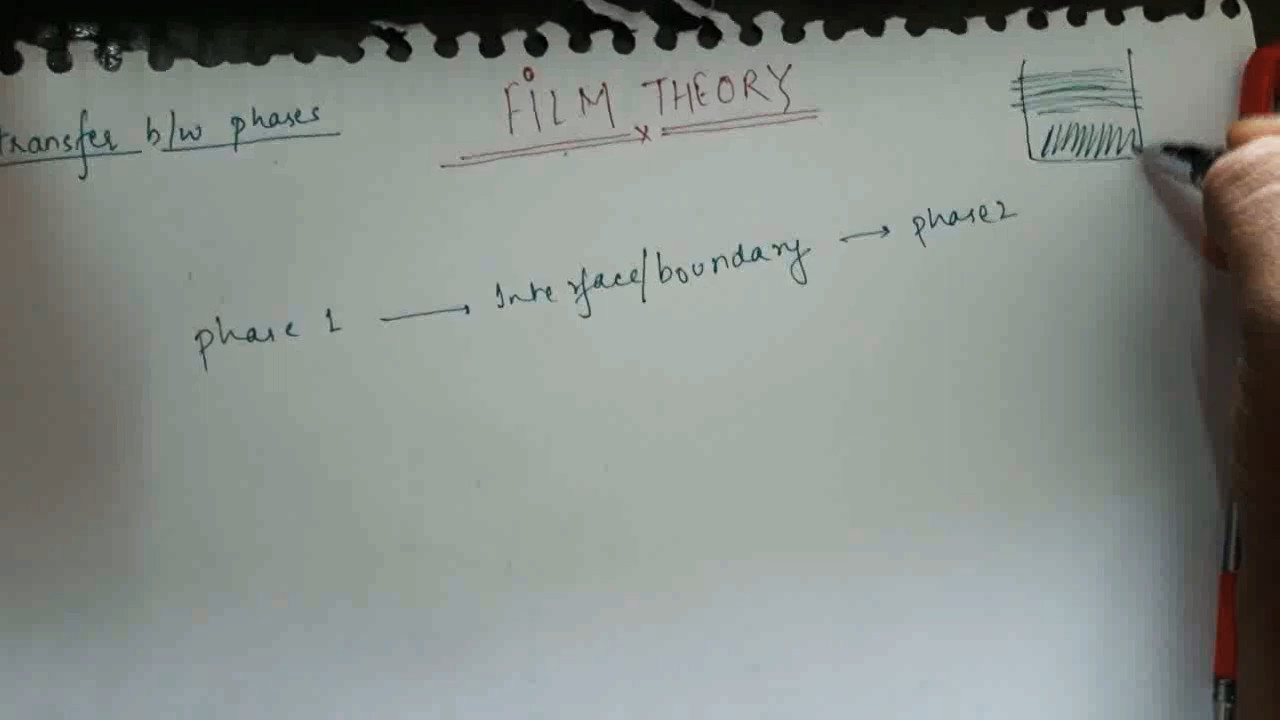 FILM THEORY
transfer b/w phases
phase 1 → Interface/boundary → phase2